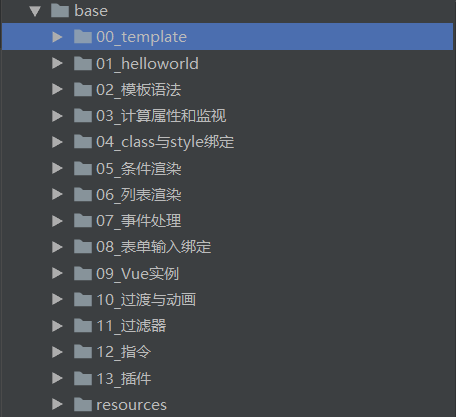 base
00_template
01_helloworld
02_模板语法
03_计算属性和监视
04_class与style绑定
05_条件渲染
06_列表渲染
07_事件处理
08_表单输入绑定
09_Vue实例
10_过渡与动画
11_过滤器
12_指令
13_插件
resources